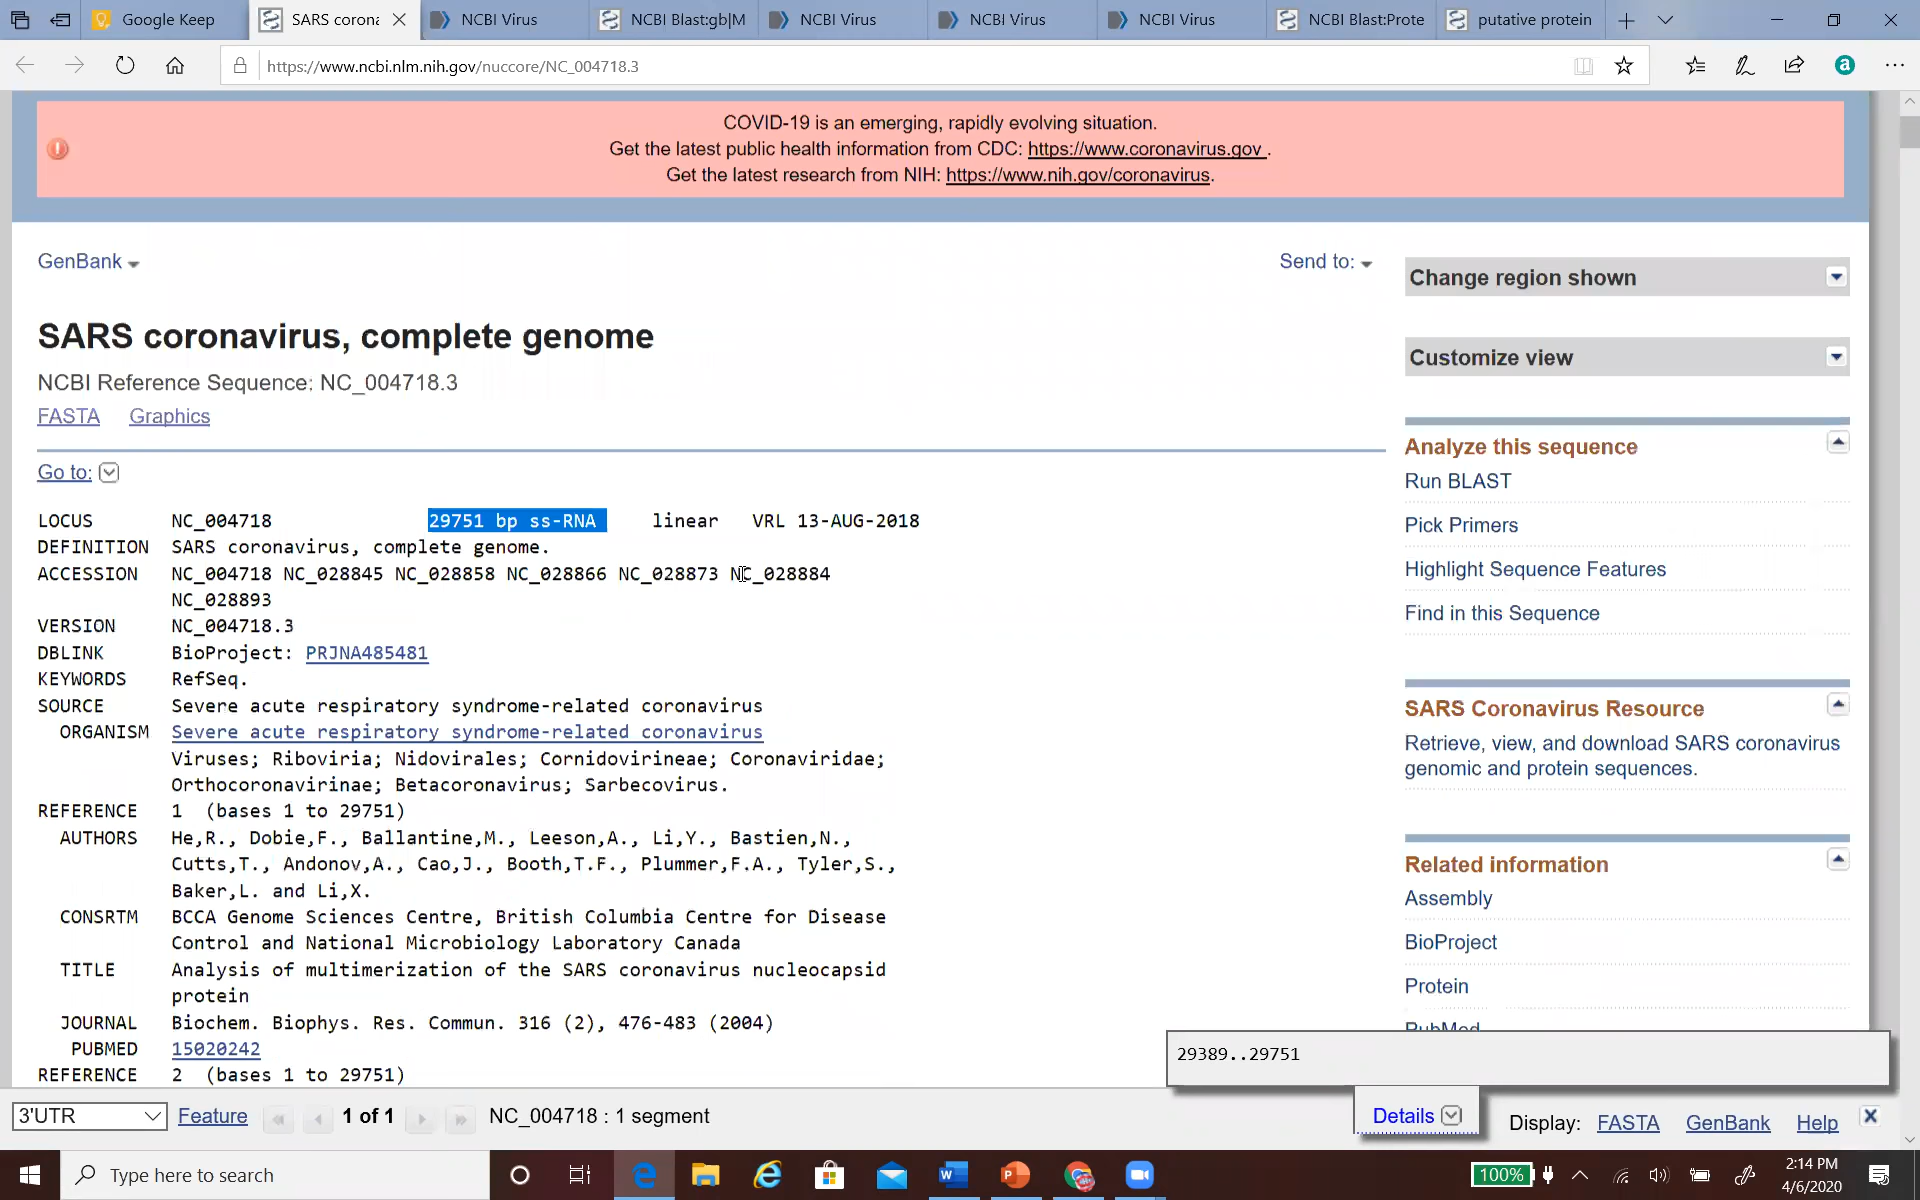 Google Keep
SARS corona
NCBI Virus
NCBI Blast:gb|M
NCBI Virus
NCBI Virus
NCBI Virus
NCBI Blast:Prote
putative protein
https://www.ncbi.nlm.nih.gov/nuccore/NC_004718.3
a
COVID-19 is an emerging, rapidly evolving situation.
Get the latest public health information from CDC: https://www.coronavirus.gov .
Get the latest research from NIH: https://www.nih.gov/coronavirus.
GenBank
Send to:
SARS coronavirus, complete genome
NCBI Reference Sequence: NC_004718.3
FASTA Graphics
Go to:
LOCUS NC_004718 29751 bp ss-RNA linear VRL 13-AUG-2018
DEFINITION SARS coronavirus, complete genome.
ACCESSION NC_004718 NC_028845 NC_028858 NC_028866 NC_028873 NC_028884
NC_028893
VERSION NC_004718.3
DBLINK BioProject: PRJNA485481
KEYWORDS RefSeq.
SOURCE Severe acute respiratory syndrome-related coronavirus
ORGANISM Severe acute respiratory syndrome-related coronavirus
Viruses; Riboviria; Nidovirales; Cornidovirineae; Coronaviridae;
Orthocoronavirinae; Betacoronavirus; Sarbecovirus.
REFERENCE 1 (bases 1 to 29751)
AUTHORS He,R., Dobie,F., Ballantine,M., Leeson,A., Li,Y., Bastien,N.,
Cutts,T., Andonov,A., Cao,J., Booth,T.F., Plummer,F.A., Tyler,S.,
Baker,L. and Li,X.
CONSRTM BCCA Genome Sciences Centre, British Columbia Centre for Disease
Control and National Microbiology Laboratory Canada
TITLE Analysis of multimerization of the SARS coronavirus nucleocapsid
protein
JOURNAL Biochem. Biophys. Res. Commun. 316 (2), 476-483 (2004)
PUBMED 15020242
REFERENCE 2 (bases 1 to 29751)
Change region shown
Customize view
Analyze this sequence
Run BLAST
Pick Primers
Highlight Sequence Features
Find in this Sequence
SARS Coronavirus Resource
Retrieve, view, and download SARS coronavirus
genomic and protein sequences.
Related information
Assembly
BioProject
Protein
PubMed
29389..29751
3'UTR Feature 1 of 1 NC_004718 : 1 segment
Details
Display: FASTA GenBank Help X
Type here to search
100%
2:14 PM
4/6/2020